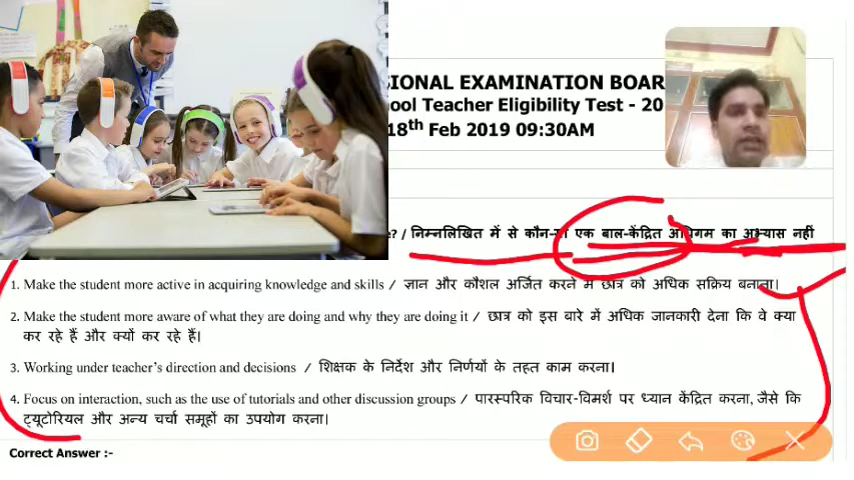 SIONAL EXAMINATION BOAR
ool Teacher Eligibility Test - 20
18th Feb 2019 09:30AM
e? / निम्नलिखित में से कौन-सा एक बाल-केंद्रित अधिगम का अभ्यास नहीं
1. Make the student more active in acquiring knowledge and skills / ज्ञान और कौशल अर्जित करने में छात्र को अधिक सक्रिय बनाना।
2. Make the student more aware of what they are doing and why they are doing it / छात्र को इस बारे में अधिक जानकारी देना कि वे क्या
कर रहे हैं और क्यों कर रहे हैं।
3. Working under teacher's direction and decisions / शिक्षक के निर्देश और निर्णयों के तहत काम करना।
4. Focus on interaction, such as the use of tutorials and other discussion groups / पारस्परिक विचार-विमर्श पर ध्यान केंद्रित करना, जैसे कि
ट्यूटोरियल और अन्य चर्चा समूहों का उपयोग करना।
Correct Answer :-